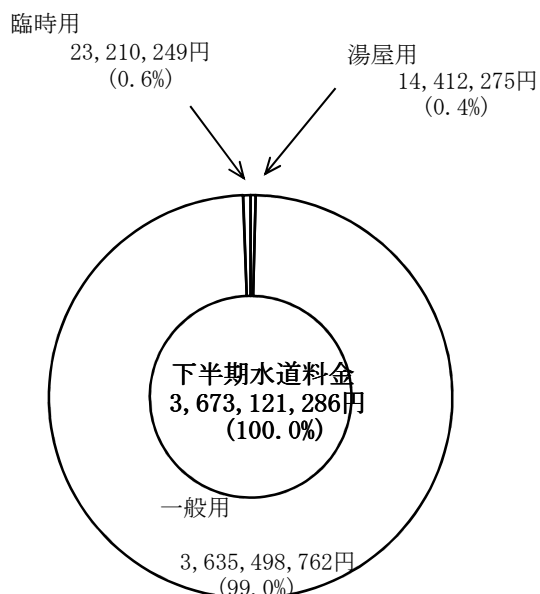 臨時用
23,210,249円
(0.6%)
湯屋用
14,412,275円
(0.4%)
下半期水道料金
3,673,121,286円
(100.0%)
一般用
3,635,498,762円
(99.0%)